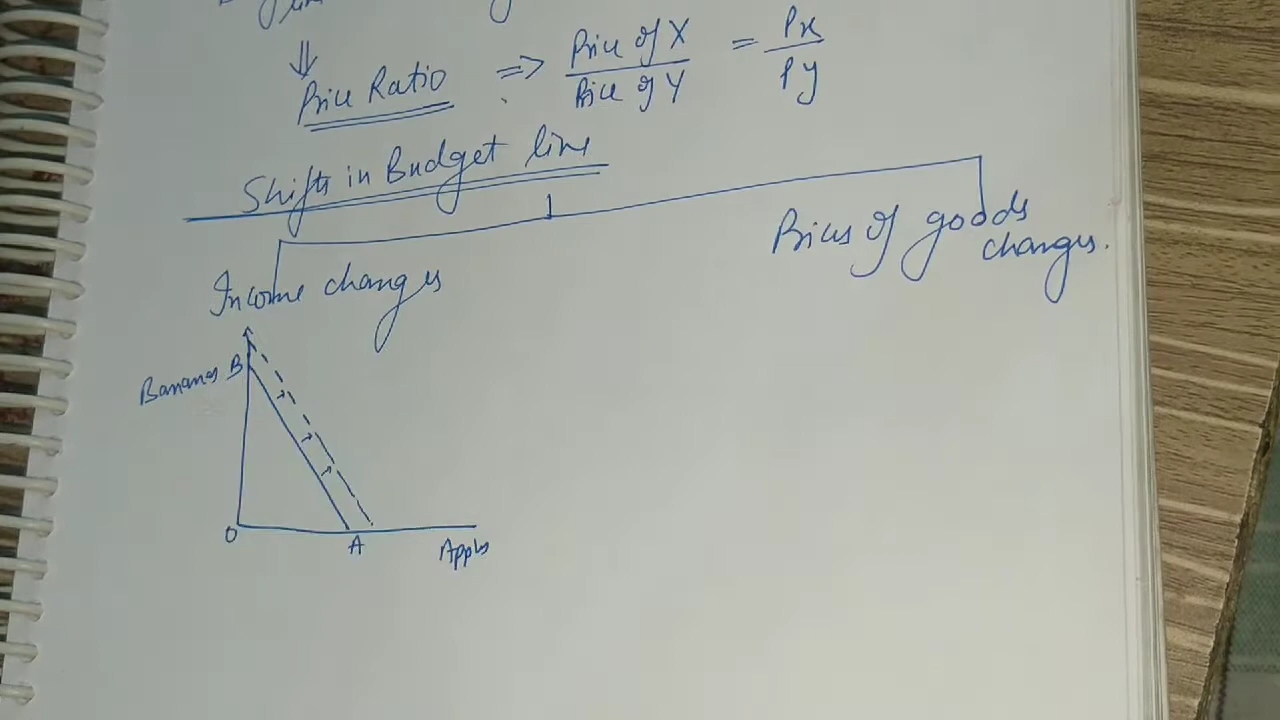 line
⇓
Price Ratio => Price of X / Price of Y = Px / Py
Shifts in Budget line
Income changes
Prices of goods
changes.
Bananas B
O
A
Apples